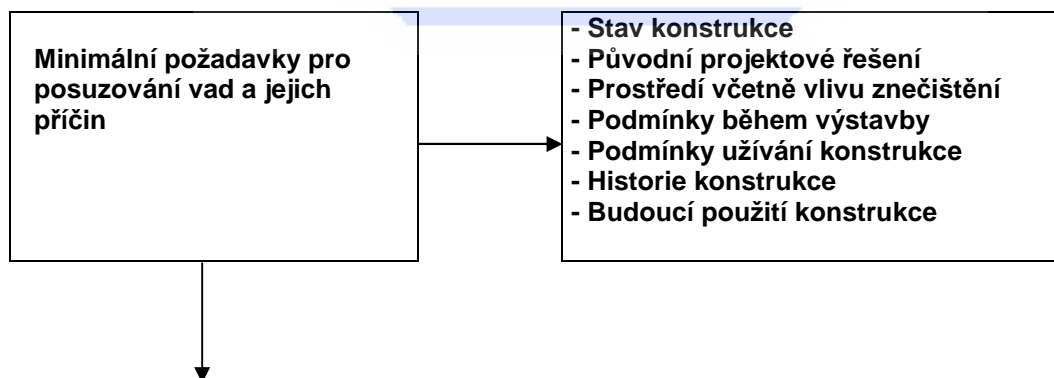 Minimální požadavky pro
posuzování vad a jejich
příčin
- Stav konstrukce
- Původní projektové řešení
- Prostředí včetně vlivu znečištění
- Podmínky během výstavby
- Podmínky užívání konstrukce
- Historie konstrukce
- Budoucí použití konstrukce